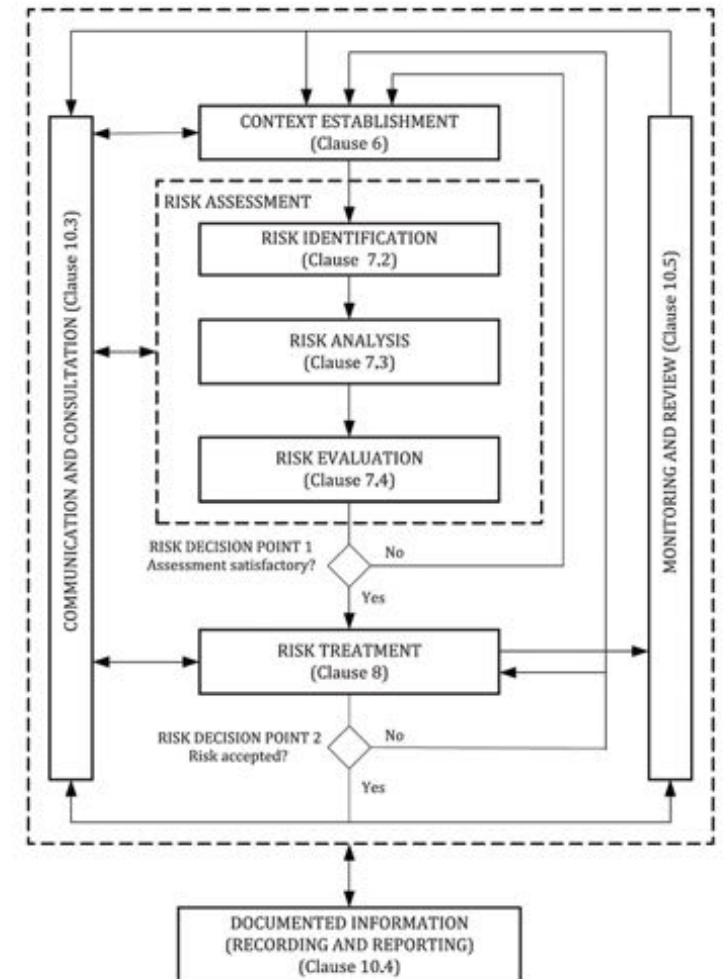 CONTEXT ESTABLISHMENT
(Clause 6)
RISK ASSESSMENT
RISK IDENTIFICATION
(Clause 7.2)
RISK ANALYSIS
(Clause 7.3)
RISK EVALUATION
(Clause 7.4)
COMMUNICATION AND CONSULTATION (Clause 10.3)
MONITORING AND REVIEW (Clause 10.5)
RISK DECISION POINT 1
Assessment satisfactory?
No
Yes
RISK TREATMENT
(Clause 8)
RISK DECISION POINT 2
Risk accepted?
No
Yes
DOCUMENTED INFORMATION
(RECORDING AND REPORTING)
(Clause 10.4)